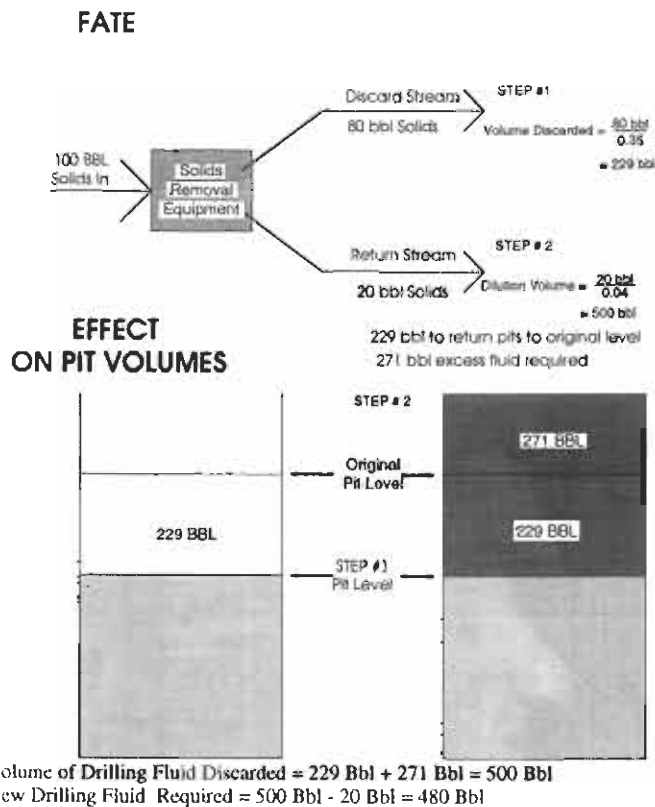 FATE
Discard Stream
80 bbl Solids
STEP #1
Volume Discarded = 80 bbl
0.35
= 229 bbl
100 BBL
Solids In
Solids
Removal
Equipment
Return Stream
20 bbl Solids
STEP # 2
Dilution Volume = 20 bbl
0.04
= 500 bbl
229 bbl to return pits to original level
271 bbl excess fluid required
EFFECT
ON PIT VOLUMES
STEP # 2
271 BBL
Original
Pit Level
229 BBL
229 BBL
STEP #1
Pit Level
olume of Drilling Fluid Discarded = 229 Bbl + 271 Bbl = 500 Bbl
ew Drilling Fluid Required = 500 Bbl - 20 Bbl = 480 Bbl